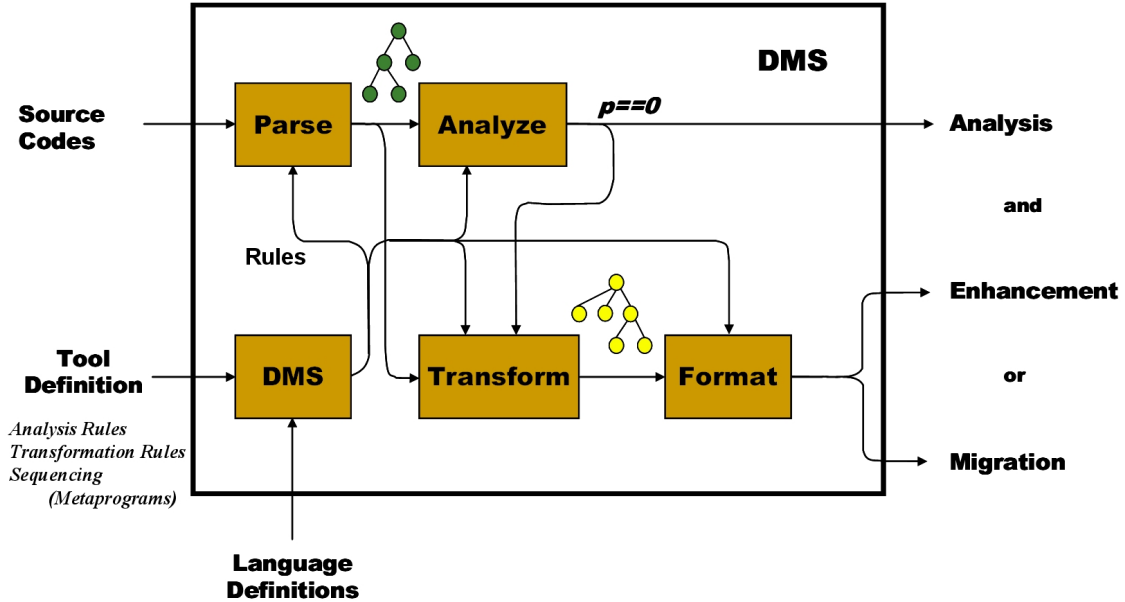 DMS
p==0
Source
Codes
Parse
Analyze
Analysis
and
Rules
Enhancement
Tool
Definition
DMS
Transform
Format
or
Analysis Rules
Transformation Rules
Sequencing
(Metaprograms)
Migration
Language
Definitions